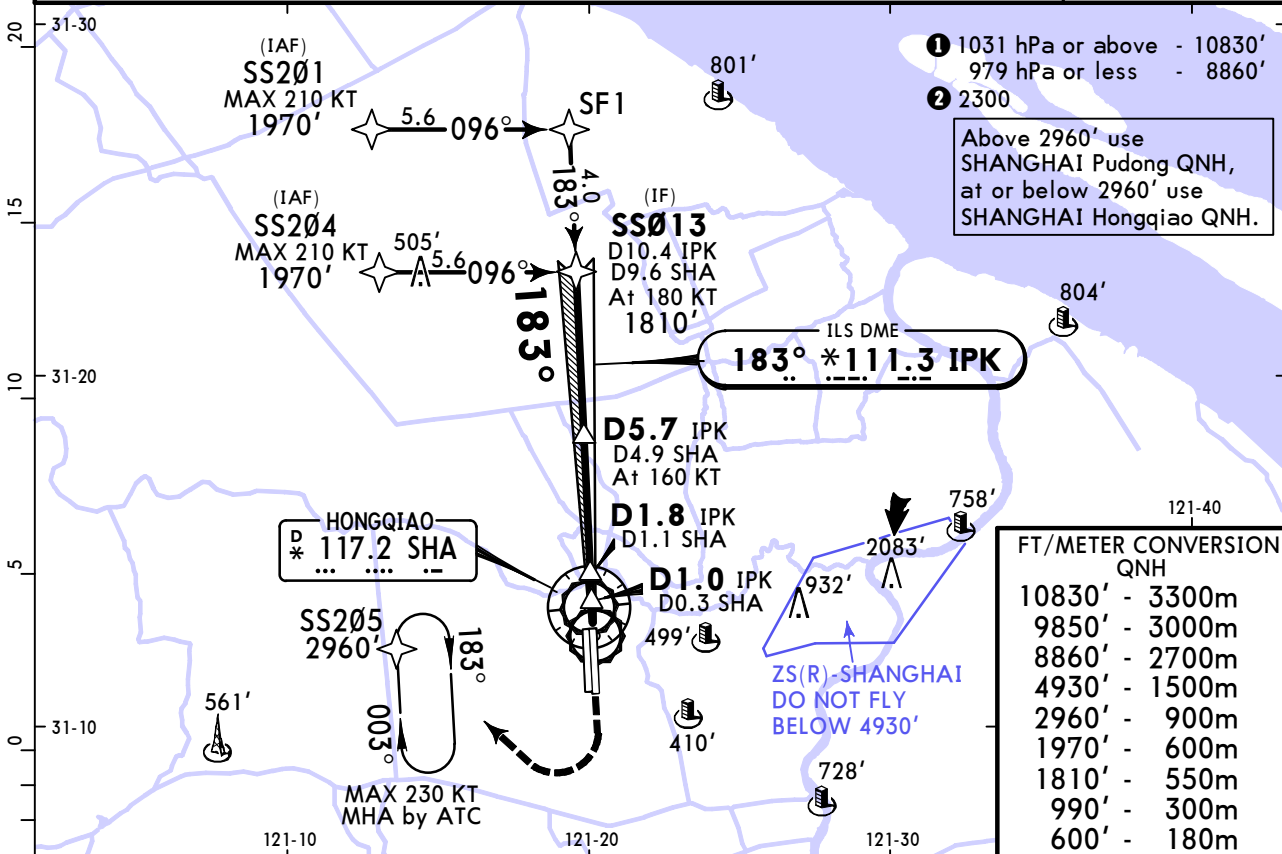 31-30
20
(IAF)
SS2Ø1
MAX 210 KT
1970'
5.6
096°
SF1
801'
❶ 1031 hPa or above - 10830'
979 hPa or less - 8860'
❷ 2300
Above 2960' use
SHANGHAI Pudong QNH,
at or below 2960' use
SHANGHAI Hongqiao QNH.
183°
4.0
15
(IAF)
SS2Ø4
MAX 210 KT
1970'
505'
5.6
096°
(IF)
SSØ13
D10.4 IPK
D9.6 SHA
At 180 KT
1810'
183°
804'
ILS DME
183° *111.3 IPK
10
31-20
D5.7 IPK
D4.9 SHA
At 160 KT
HONGQIAO
D
* 117.2 SHA
D1.8 IPK
D1.1 SHA
D1.0 IPK
D0.3 SHA
758'
2083'
932'
121-40
5
SS2Ø5
2960'
183°
003°
499'
ZS(R)-SHANGHAI
DO NOT FLY
BELOW 4930'
561'
31-10
0
410'
728'
MAX 230 KT
MHA by ATC
121-10
121-20
121-30
FT/METER CONVERSION
QNH
10830' - 3300m
9850' - 3000m
8860' - 2700m
4930' - 1500m
2960' - 900m
1970' - 600m
1810' - 550m
990' - 300m
600' - 180m